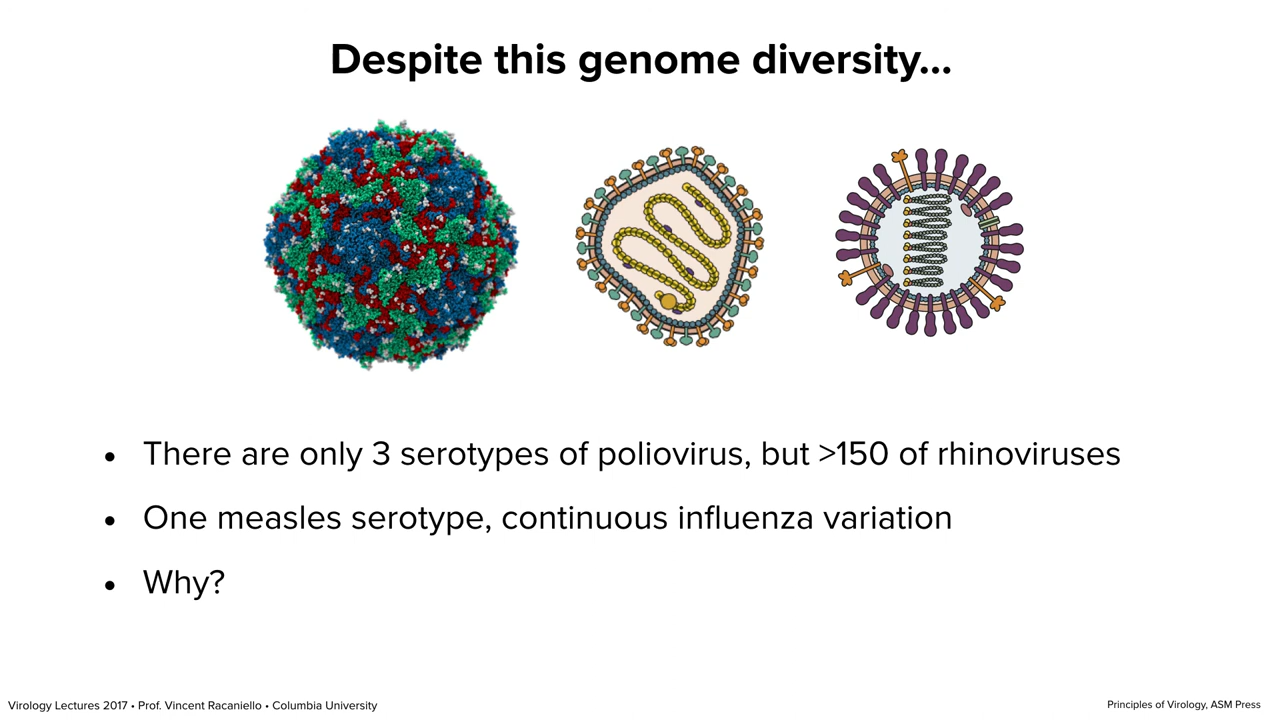 Despite this genome diversity...
• There are only 3 serotypes of poliovirus, but >150 of rhinoviruses
• One measles serotype, continuous influenza variation
• Why?
Virology Lectures 2017 • Prof. Vincent Racaniello • Columbia University
Principles of Virology, ASM Press